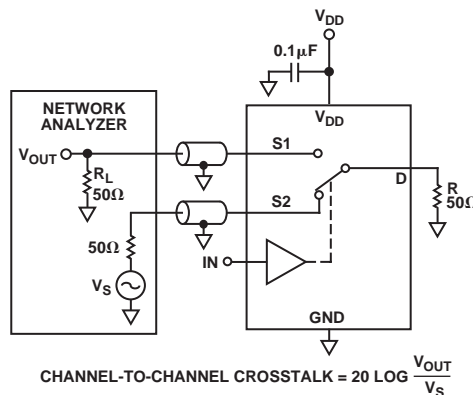 V_DD
0.1µF
NETWORK
ANALYZER
V_DD
V_OUT
S1
D
R_L
50Ω
R
50Ω
S2
50Ω
V_S
IN
GND
CHANNEL-TO-CHANNEL CROSSTALK = 20 LOG V_OUT / V_S